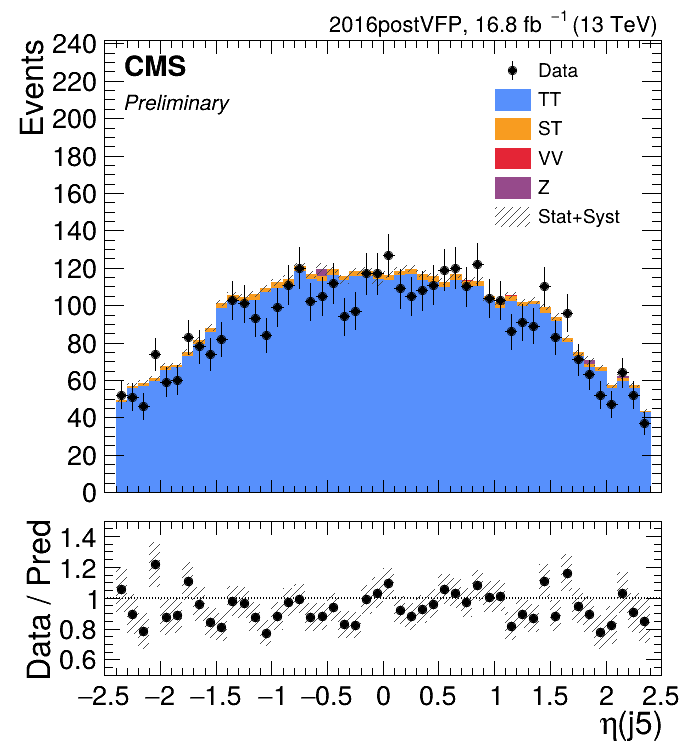 2016postVFP, 16.8 fb ⁻¹ (13 TeV)
CMS
Preliminary
Data
TT
ST
VV
Z
Stat+Syst
Events
240
220
200
180
160
140
120
100
80
60
40
20
0
Data / Pred
1.4
1.2
1
0.8
0.6
−2.5 −2 −1.5 −1 −0.5 0 0.5 1 1.5 2 2.5
η(j5)